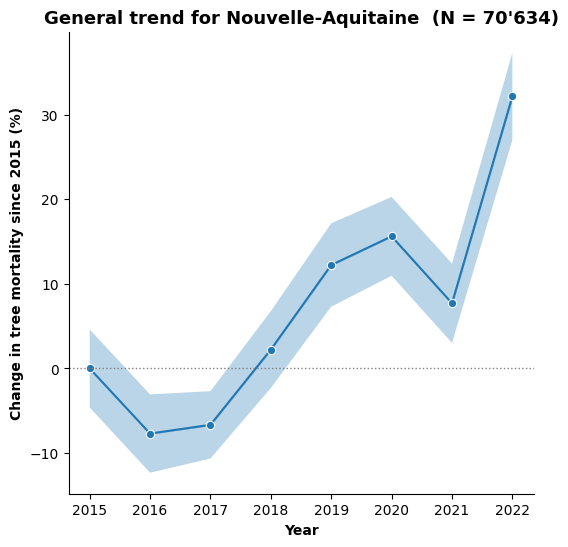 General trend for Nouvelle-Aquitaine  (N = 70'634)
Change in tree mortality since 2015 (%)
30
20
10
0
−10
2015 2016 2017 2018 2019 2020 2021 2022
Year